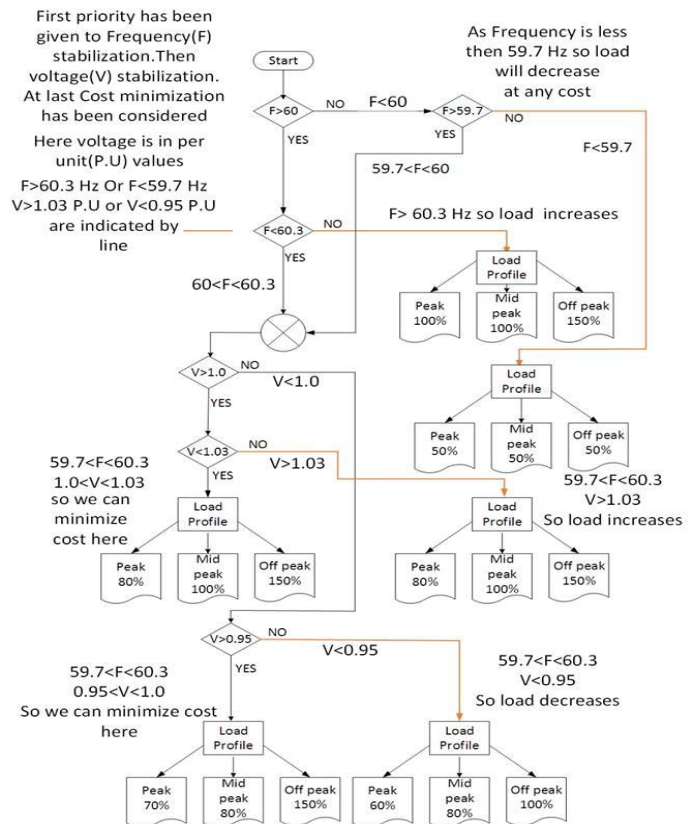 First priority has been
given to Frequency(F)
stabilization.Then
voltage(V) stabilization.
At last Cost minimization
has been considered
Here voltage is in per
unit(P.U) values
F>60.3 Hz Or F<59.7 Hz
V>1.03 P.U or V<0.95 P.U
are indicated by
line
As Frequency is less
then 59.7 Hz so load
will decrease
at any cost
Start
F>60
NO
F<60
F>59.7
NO
YES
YES
F<59.7
59.7<F<60
F<60.3
NO
F> 60.3 Hz so load increases
YES
60<F<60.3
Load
Profile
Peak
100%
Mid
peak
100%
Off peak
150%
V>1.0
NO
V<1.0
YES
Load
Profile
Peak
50%
Mid
peak
50%
Off peak
50%
V<1.03
NO
V>1.03
YES
59.7<F<60.3
1.0<V<1.03
so we can
minimize
cost here
Load
Profile
Peak
80%
Mid
peak
100%
Off peak
150%
59.7<F<60.3
V>1.03
So load increases
Load
Profile
Peak
80%
Mid
peak
100%
Off peak
150%
V>0.95
NO
V<0.95
YES
59.7<F<60.3
0.95<V<1.0
So we can minimize cost
here
59.7<F<60.3
V<0.95
So load decreases
Load
Profile
Peak
70%
Mid
peak
80%
Off peak
150%
Load
Profile
Peak
60%
Mid
peak
80%
Off peak
100%